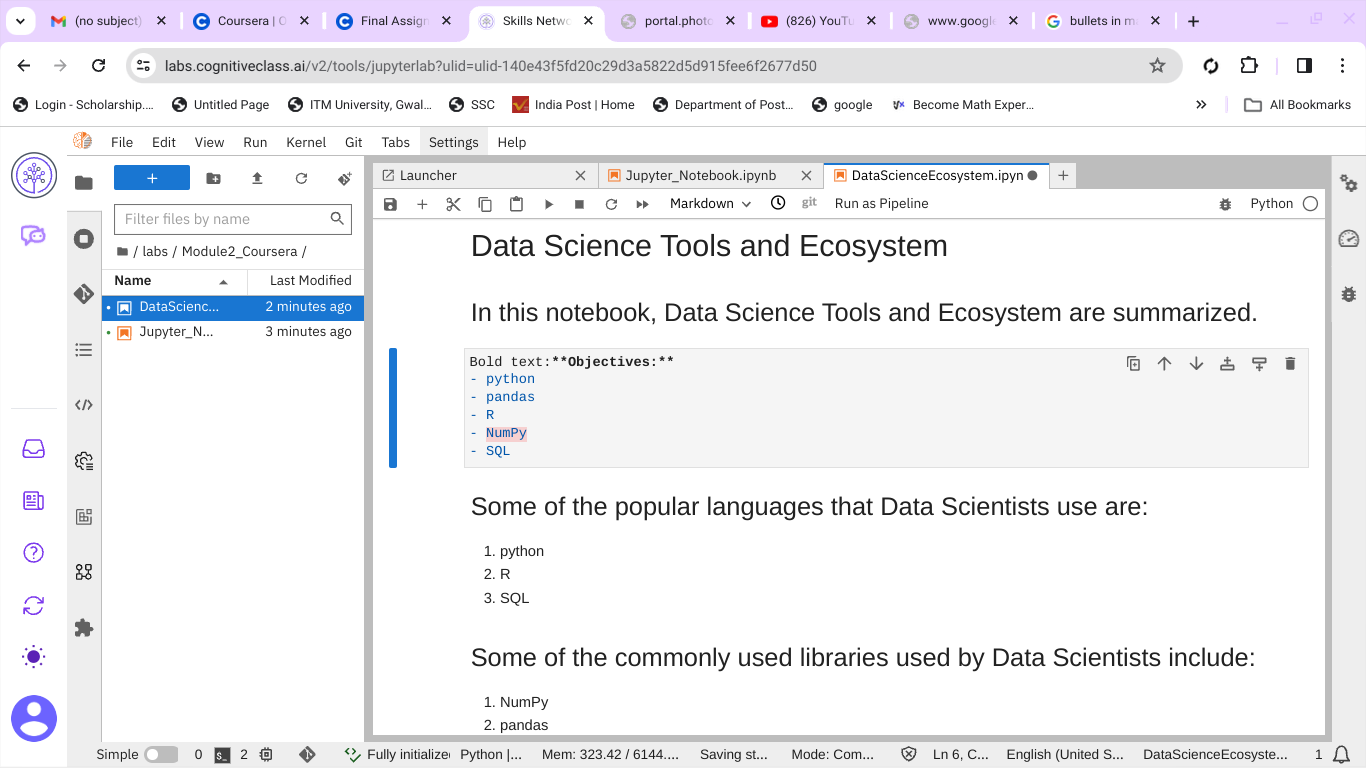 (no subject)
Coursera | O
Final Assign
Skills Netwo
portal.photo
(826) YouTu
www.google
bullets in m
labs.cognitiveclass.ai/v2/tools/jupyterlab?ulid=ulid-140e43f5fd20c29d3a5822d5d915fee6f2677d50
Login - Scholarship....
Untitled Page
ITM University, Gwal...
SSC
India Post | Home
Department of Post...
google
Become Math Exper...
»
All Bookmarks
File Edit View Run Kernel Git Tabs Settings Help
Launcher
Jupyter_Notebook.ipynb
DataScienceEcosystem.ipyn
Markdown
git
Run as Pipeline
Python
Filter files by name
/ labs / Module2_Coursera /
Name Last Modified
DataScienc... 2 minutes ago
Jupyter_N... 3 minutes ago
Data Science Tools and Ecosystem
In this notebook, Data Science Tools and Ecosystem are summarized.
Bold text:**Objectives:**
- python
- pandas
- R
- NumPy
- SQL
Some of the popular languages that Data Scientists use are:
1. python
2. R
3. SQL
Some of the commonly used libraries used by Data Scientists include:
1. NumPy
2. pandas
Simple 0 2 Fully initialize Python |... Mem: 323.42 / 6144.... Saving st... Mode: Com... Ln 6, C... English (United S... DataScienceEcosyste... 1